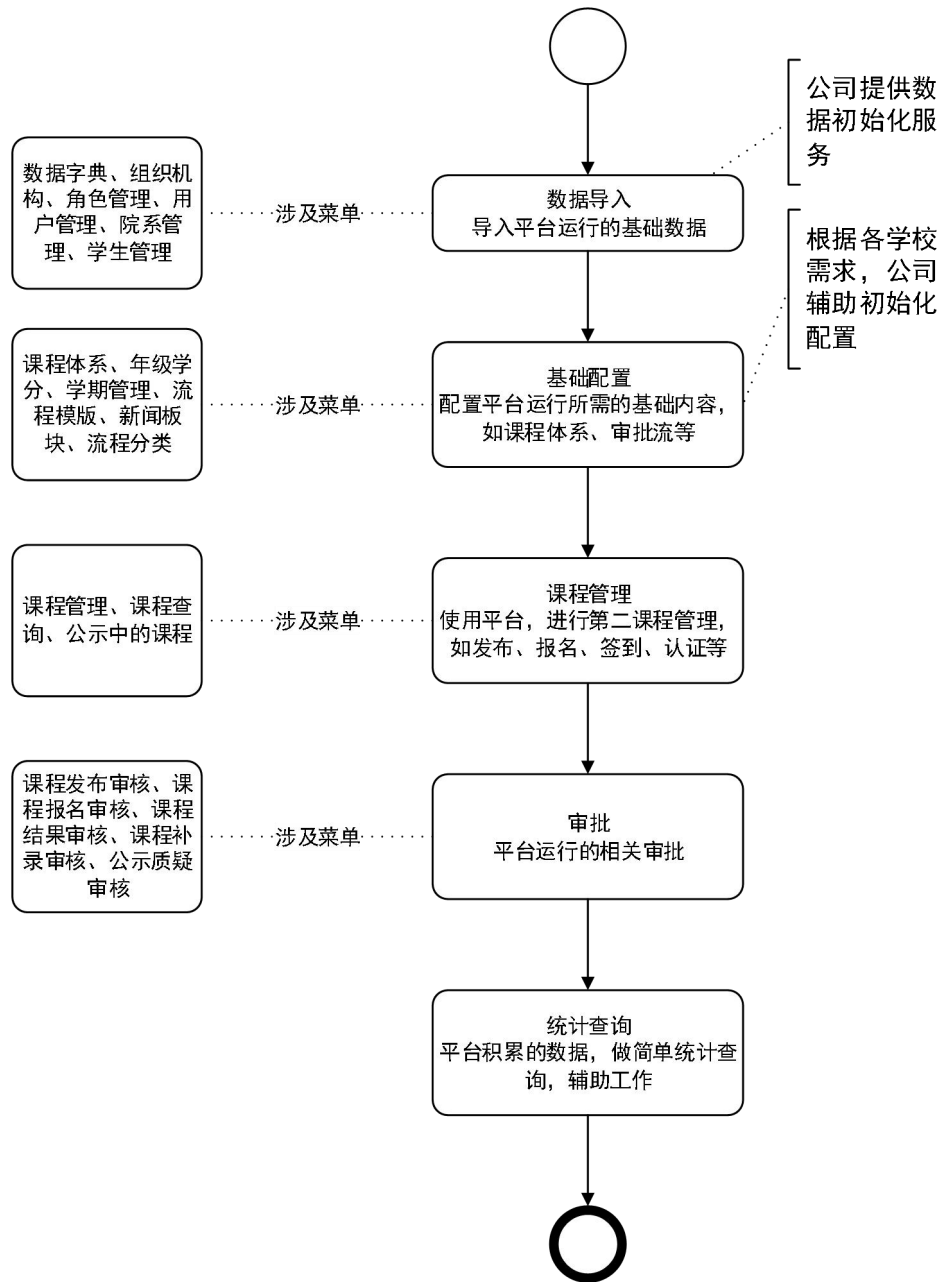 公司提供数
据初始化服
务
数据字典、组织机
构、角色管理、用
户管理、院系管
理、学生管理
涉及菜单
数据导入
导入平台运行的基础数据
根据各学校
需求，公司
辅助初始化
配置
课程体系、年级学
分、学期管理、流
程模版、新闻板
块、流程分类
涉及菜单
基础配置
配置平台运行所需的基础内容，
如课程体系、审批流等
课程管理、课程查
询、公示中的课程
涉及菜单
课程管理
使用平台，进行第二课程管理，
如发布、报名、签到、认证等
课程发布审核、课
程报名审核、课程
结果审核、课程补
录审核、公示质疑
审核
涉及菜单
审批
平台运行的相关审批
统计查询
平台积累的数据，做简单统计查
询，辅助工作